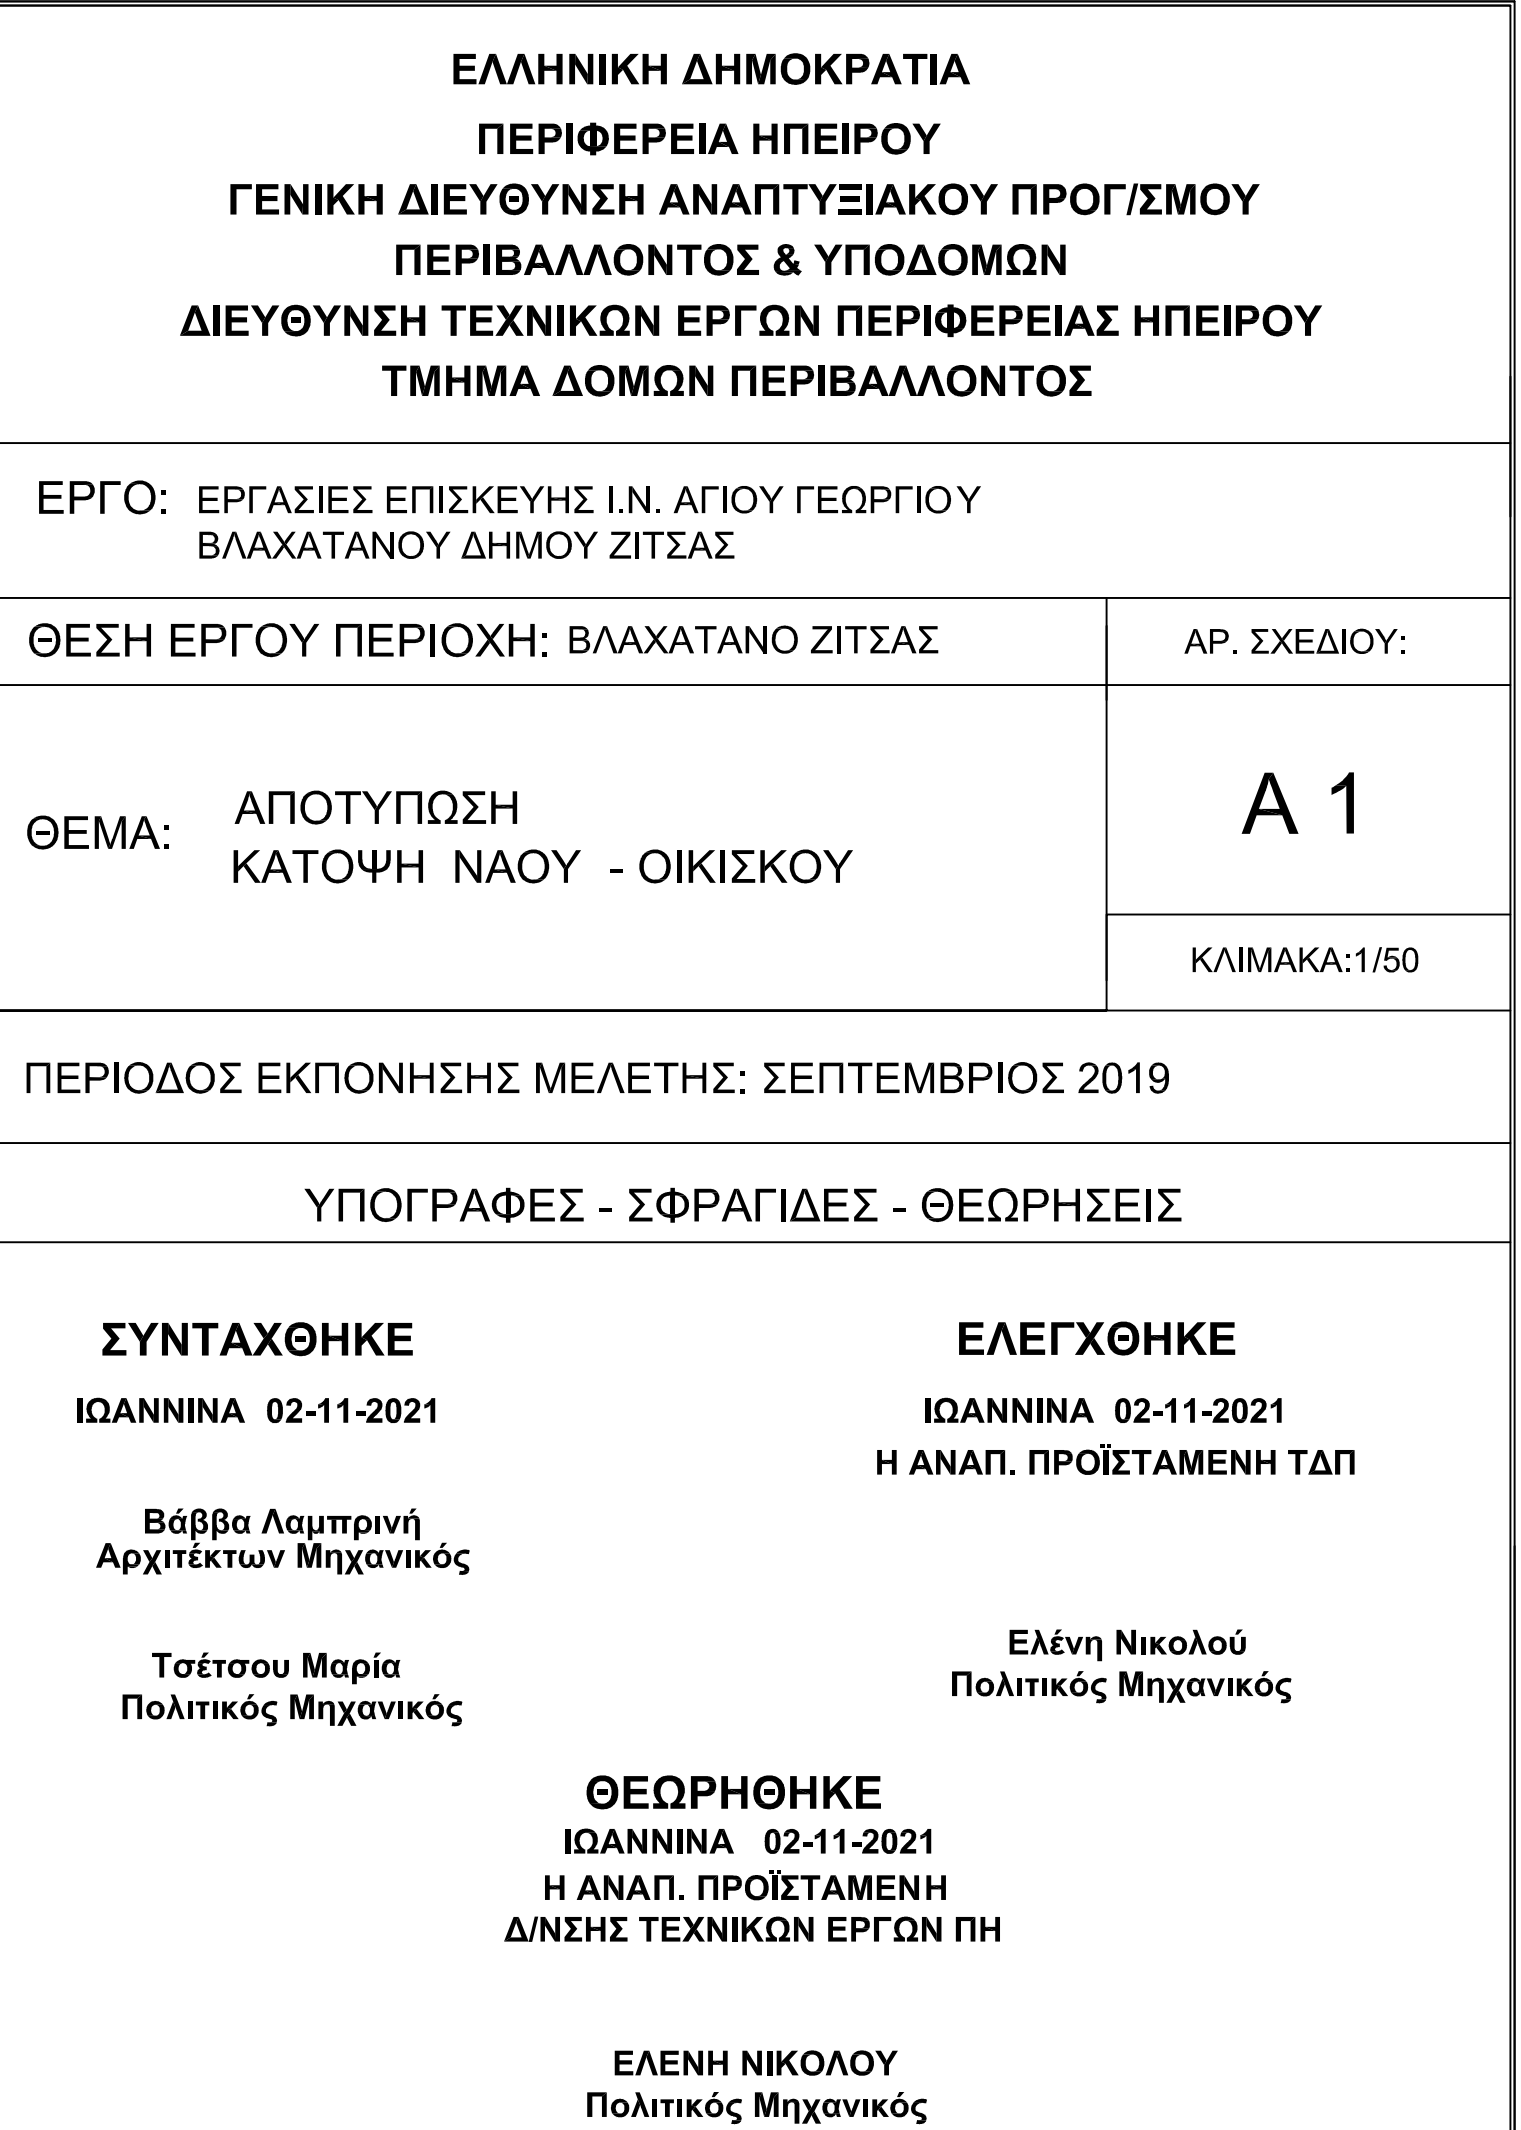 ΕΛΛΗΝΙΚΗ ΔΗΜΟΚΡΑΤΙΑ
ΠΕΡΙΦΕΡΕΙΑ ΗΠΕΙΡΟΥ
ΓΕΝΙΚΗ ΔΙΕΥΘΥΝΣΗ ΑΝΑΠΤΥΞΙΑΚΟΥ ΠΡΟΓ/ΣΜΟΥ
ΠΕΡΙΒΑΛΛΟΝΤΟΣ & ΥΠΟΔΟΜΩΝ
ΔΙΕΥΘΥΝΣΗ ΤΕΧΝΙΚΩΝ ΕΡΓΩΝ ΠΕΡΙΦΕΡΕΙΑΣ ΗΠΕΙΡΟΥ
ΤΜΗΜΑ ΔΟΜΩΝ ΠΕΡΙΒΑΛΛΟΝΤΟΣ
ΕΡΓΟ: ΕΡΓΑΣΙΕΣ ΕΠΙΣΚΕΥΗΣ Ι.Ν. ΑΓΙΟΥ ΓΕΩΡΓΙΟΥ
ΒΛΑΧΑΤΑΝΟΥ ΔΗΜΟΥ ΖΙΤΣΑΣ
ΘΕΣΗ ΕΡΓΟΥ ΠΕΡΙΟΧΗ: ΒΛΑΧΑΤΑΝΟ ΖΙΤΣΑΣ
ΑΡ. ΣΧΕΔΙΟΥ:
Α 1
ΘΕΜΑ: ΑΠΟΤΥΠΩΣΗ
ΚΑΤΟΨΗ ΝΑΟΥ - ΟΙΚΙΣΚΟΥ
ΚΛΙΜΑΚΑ:1/50
ΠΕΡΙΟΔΟΣ ΕΚΠΟΝΗΣΗΣ ΜΕΛΕΤΗΣ: ΣΕΠΤΕΜΒΡΙΟΣ 2019
ΥΠΟΓΡΑΦΕΣ - ΣΦΡΑΓΙΔΕΣ - ΘΕΩΡΗΣΕΙΣ
ΣΥΝΤΑΧΘΗΚΕ
ΙΩΑΝΝΙΝΑ 02-11-2021
Βάββα Λαμπρινή
Αρχιτέκτων Μηχανικός
Τσέτσου Μαρία
Πολιτικός Μηχανικός
ΕΛΕΓΧΘΗΚΕ
ΙΩΑΝΝΙΝΑ 02-11-2021
Η ΑΝΑΠ. ΠΡΟΪΣΤΑΜΕΝΗ ΤΔΠ
Ελένη Νικολού
Πολιτικός Μηχανικός
ΘΕΩΡΗΘΗΚΕ
ΙΩΑΝΝΙΝΑ 02-11-2021
Η ΑΝΑΠ. ΠΡΟΪΣΤΑΜΕΝΗ
Δ/ΝΣΗΣ ΤΕΧΝΙΚΩΝ ΕΡΓΩΝ ΠΗ
ΕΛΕΝΗ ΝΙΚΟΛΟΥ
Πολιτικός Μηχανικός